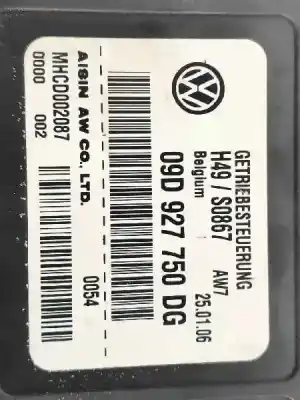 GETRIEBESTEUERUNG
H49 / S0867 AW7
Belgium 25.01.06
09D 927 750 DG
0054
AISIN AW CO., LTD.
MHCD002087
0000 002